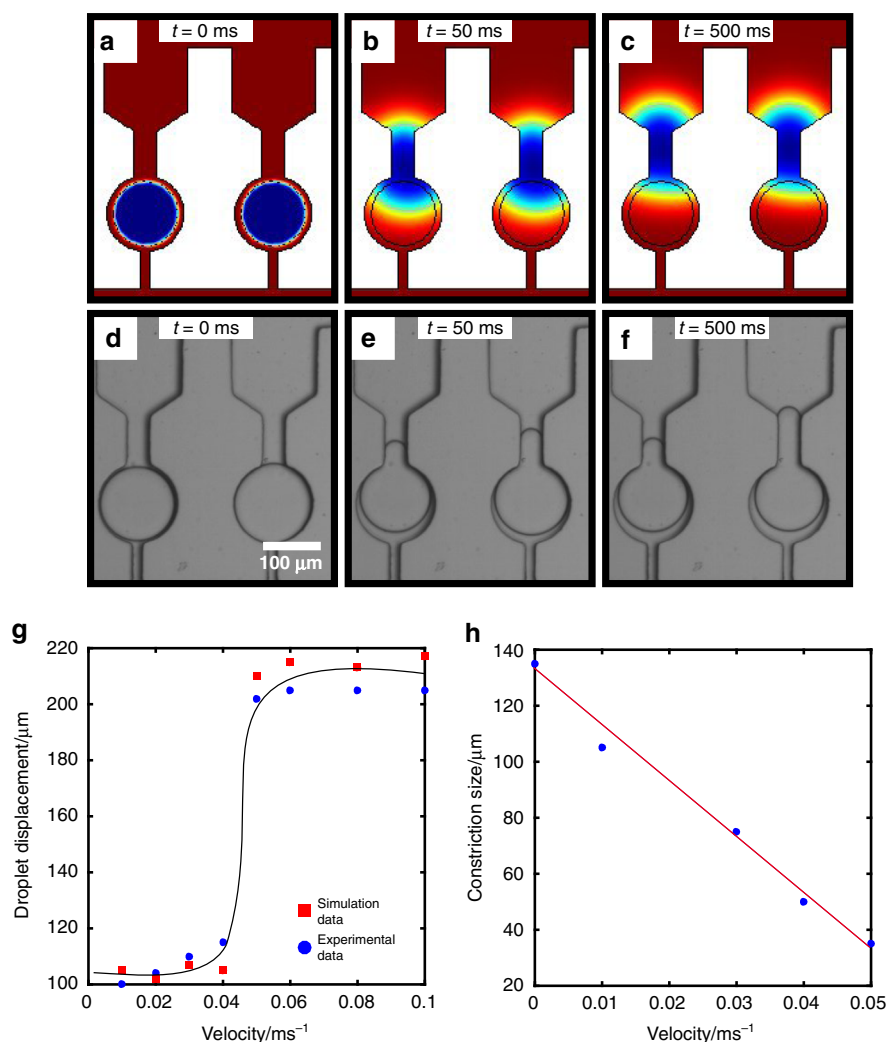 a
t = 0 ms
b
t = 50 ms
c
t = 500 ms
d
t = 0 ms
100 μm
e
t = 50 ms
f
t = 500 ms
g
220
200
180
160
140
120
100
0
0.02
0.04
0.06
0.08
0.1
Droplet displacement/μm
Velocity/ms⁻¹
Simulation
data
Experimental
data
h
140
120
100
80
60
40
20
0
0.01
0.02
0.03
0.04
0.05
Constriction size/μm
Velocity/ms⁻¹